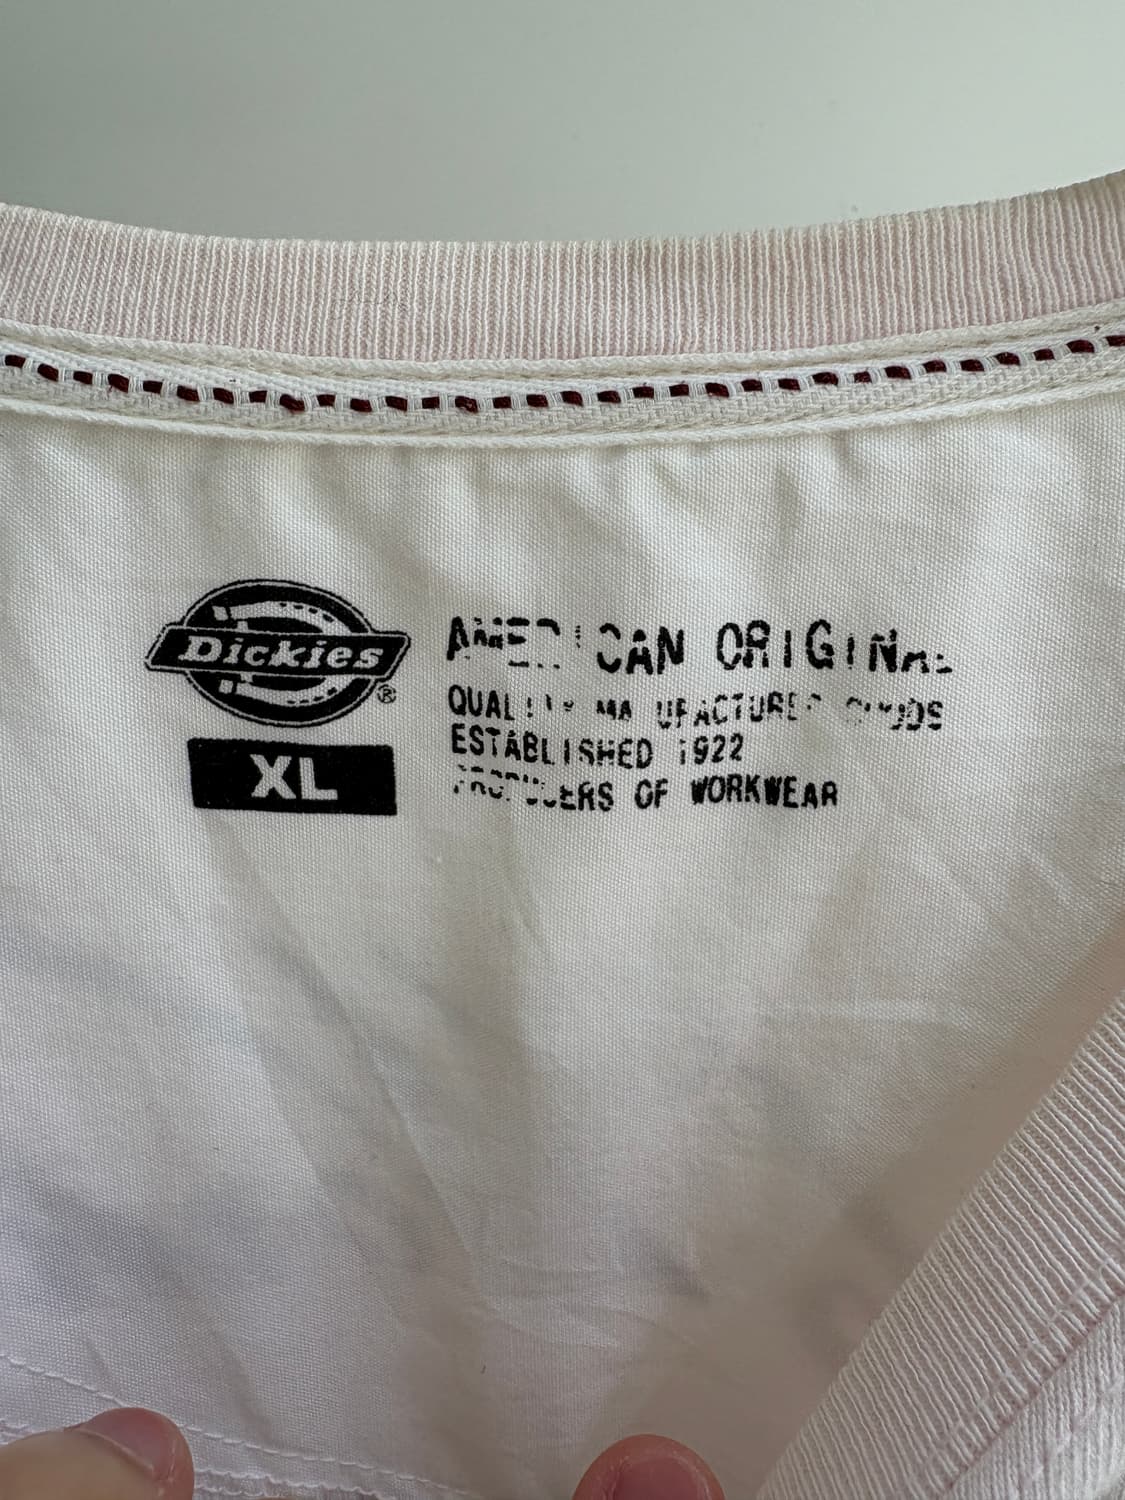 Dickies®
XL
AMERICAN ORIGINAL
QUALITY MANUFACTURED GOODS
ESTABLISHED 1922
PRODUCERS OF WORKWEAR